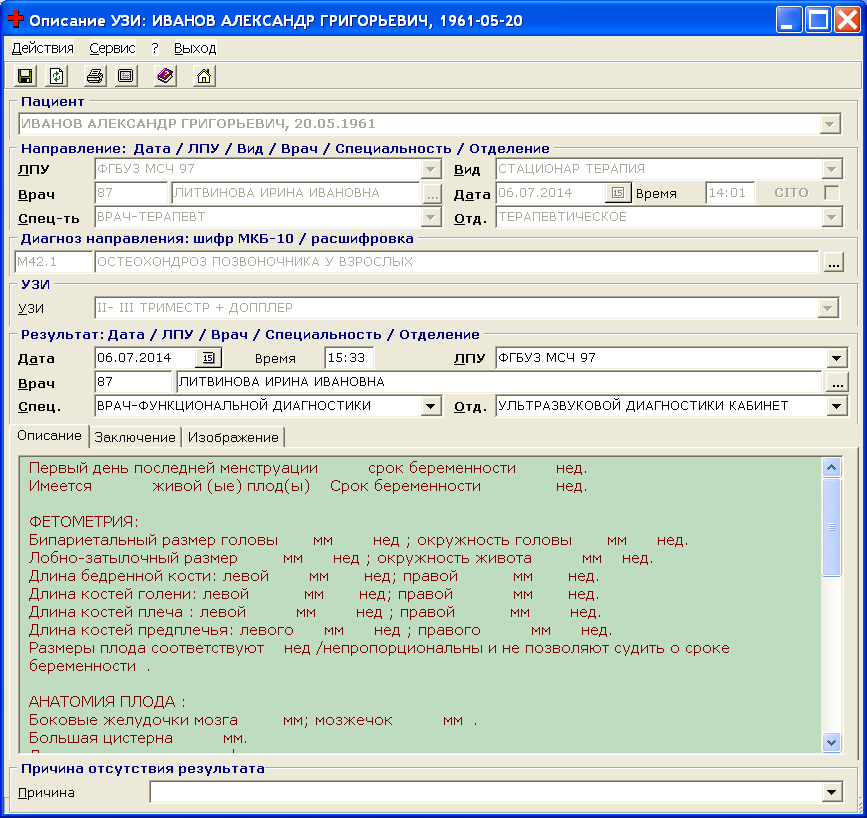 Описание УЗИ: ИВАНОВ АЛЕКСАНДР ГРИГОРЬЕВИЧ, 1961-05-20
Действия Сервис ? Выход
Пациент
ИВАНОВ АЛЕКСАНДР ГРИГОРЬЕВИЧ, 20.05.1961
Направление: Дата / ЛПУ / Вид / Врач / Специальность / Отделение
ЛПУ ФГБУЗ МСЧ 97 Вид СТАЦИОНАР ТЕРАПИЯ
Врач 87 ЛИТВИНОВА ИРИНА ИВАНОВНА ... Дата 06.07.2014 15 Время 14:01 CITO
Спец-ть ВРАЧ-ТЕРАПЕВТ Отд. ТЕРАПЕВТИЧЕСКОЕ
Диагноз направления: шифр МКБ-10 / расшифровка
M42.1 ОСТЕОХОНДРОЗ ПОЗВОНОЧНИКА У ВЗРОСЛЫХ ...
УЗИ
УЗИ II- III ТРИМЕСТР + ДОППЛЕР
Результат: Дата / ЛПУ / Врач / Специальность / Отделение
Дата 06.07.2014 15 Время 15:33 ЛПУ ФГБУЗ МСЧ 97
Врач 87 ЛИТВИНОВА ИРИНА ИВАНОВНА ...
Спец. ВРАЧ-ФУНКЦИОНАЛЬНОЙ ДИАГНОСТИКИ Отд. УЛЬТРАЗВУКОВОЙ ДИАГНОСТИКИ КАБИНЕТ
Описание Заключение Изображение
Первый день последней менструации срок беременности нед.
Имеется живой (ые) плод(ы) Срок беременности нед.
ФЕТОМЕТРИЯ:
Бипариетальный размер головы мм нед ; окружность головы мм нед.
Лобно-затылочный размер мм нед ; окружность живота мм нед.
Длина бедренной кости: левой мм нед; правой мм нед.
Длина костей голени: левой мм нед; правой мм нед.
Длина костей плеча : левой мм нед ; правой мм нед.
Длина костей предплечья: левого мм нед ; правого мм нед.
Размеры плода соответствуют нед /непропорциональны и не позволяют судить о сроке
беременности .
АНАТОМИЯ ПЛОДА :
Боковые желудочки мозга мм; мозжечок мм .
Большая цистерна мм.
Причина отсутствия результата
Причина